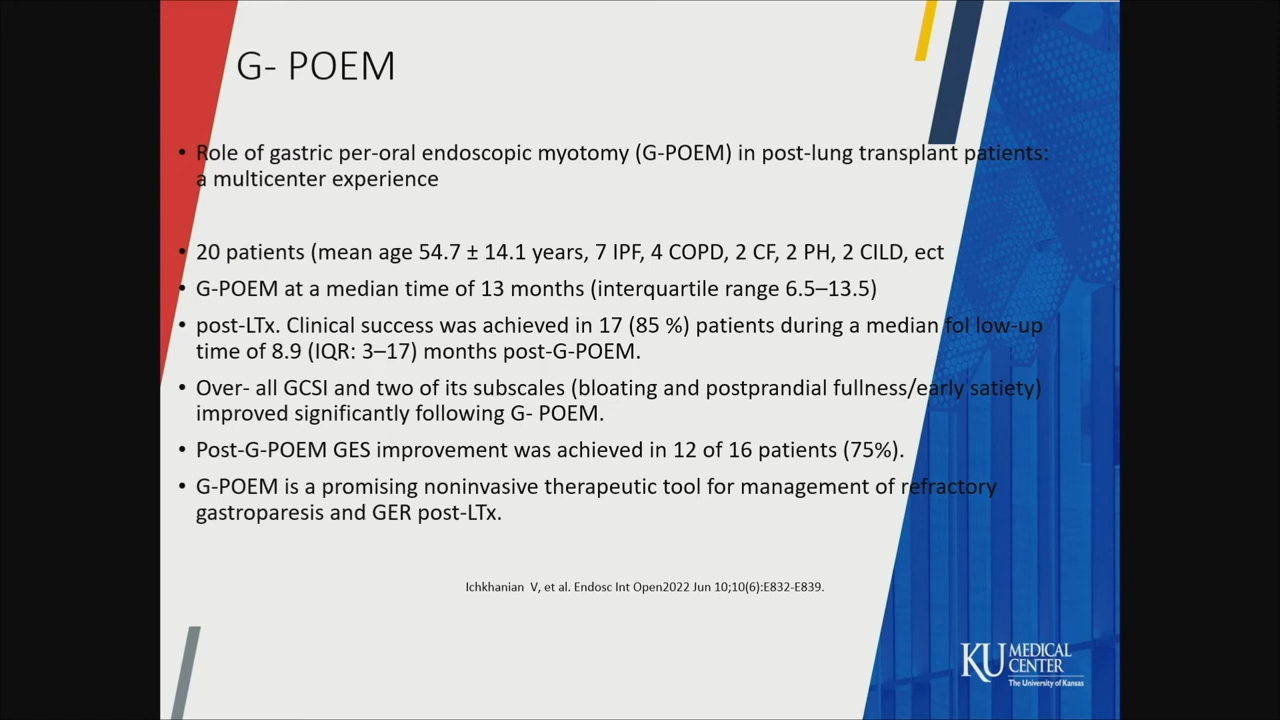 G- POEM
• Role of gastric per-oral endoscopic myotomy (G-POEM) in post-lung transplant patients:
a multicenter experience
• 20 patients (mean age 54.7 ± 14.1 years, 7 IPF, 4 COPD, 2 CF, 2 PH, 2 CILD, ect
• G-POEM at a median time of 13 months (interquartile range 6.5–13.5)
• post-LTx. Clinical success was achieved in 17 (85 %) patients during a median fol low-up
time of 8.9 (IQR: 3–17) months post-G-POEM.
• Over- all GCSI and two of its subscales (bloating and postprandial fullness/early satiety)
improved significantly following G- POEM.
• Post-G-POEM GES improvement was achieved in 12 of 16 patients (75%).
• G-POEM is a promising noninvasive therapeutic tool for management of refractory
gastroparesis and GER post-LTx.
Ichkhanian V, et al. Endosc Int Open2022 Jun 10;10(6):E832-E839.
KU MEDICAL
CENTER
The University of Kansas